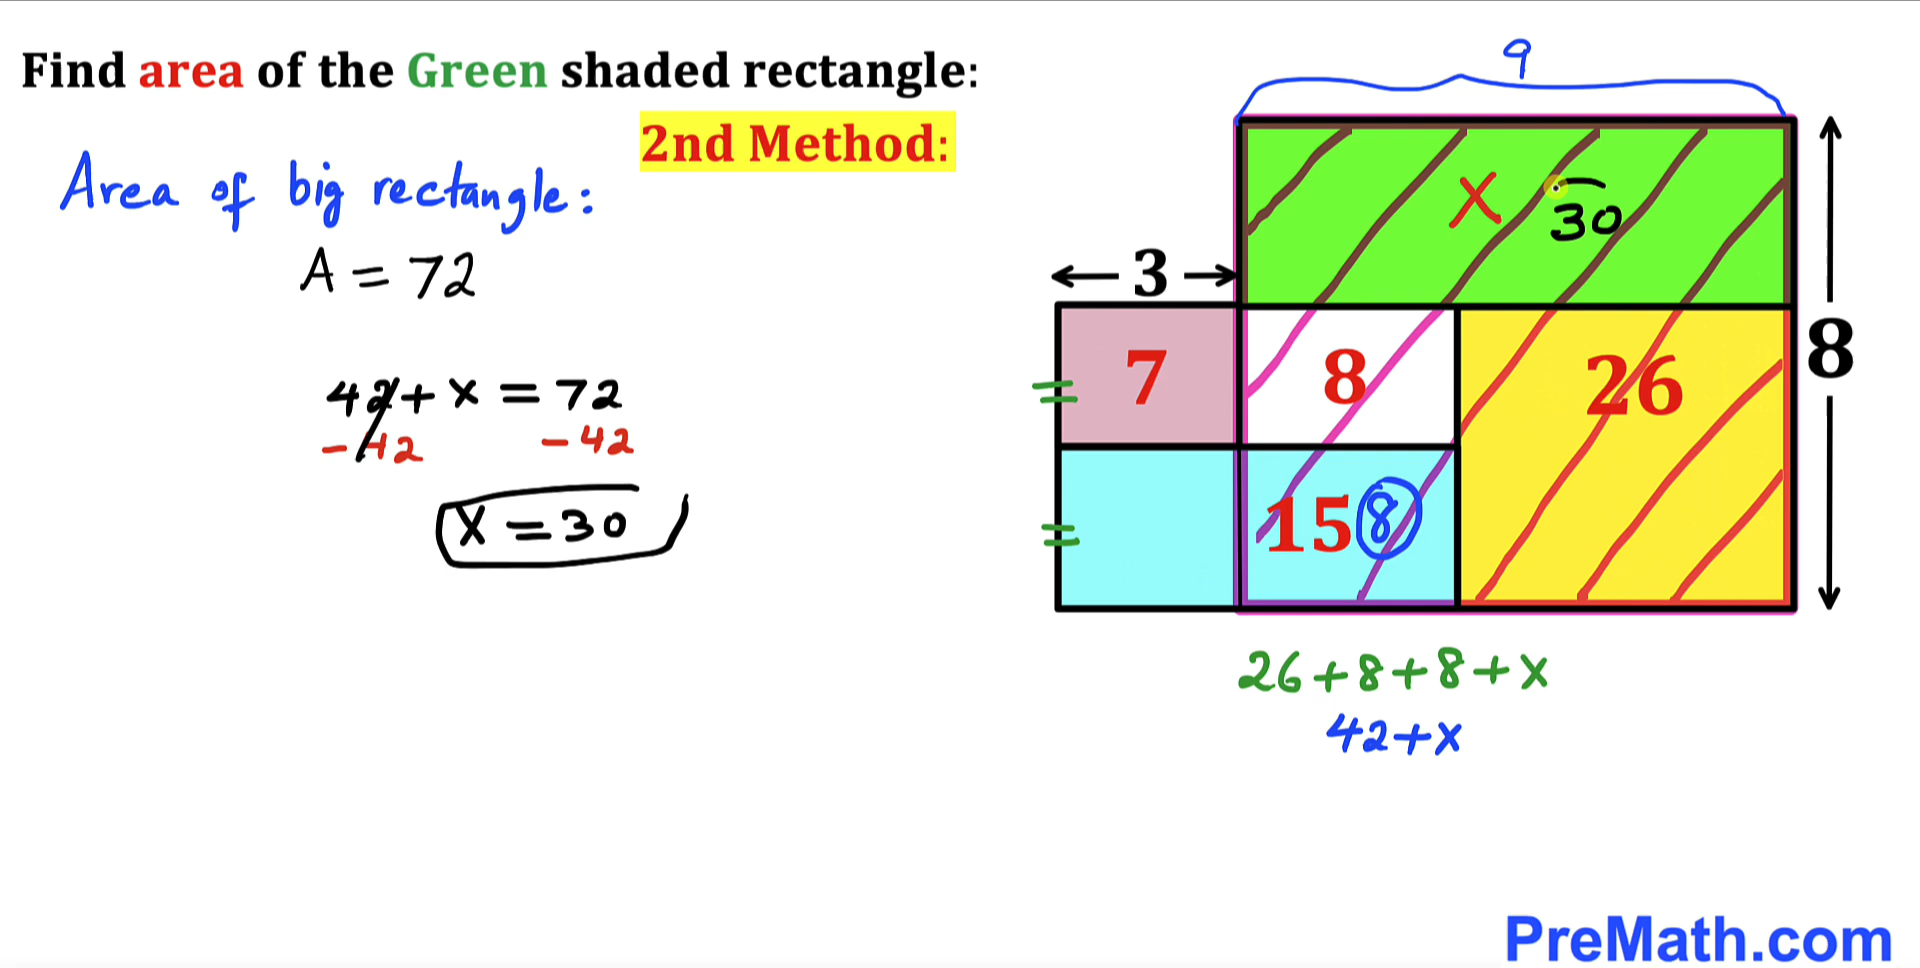 Find area of the Green shaded rectangle:
2nd Method:
Area of big rectangle:
A = 72
42 + x = 72
- 42 - 42
x = 30
9
x 30
3
8
7 8 26
15 8
26 + 8 + 8 + x
42 + x
PreMath.com